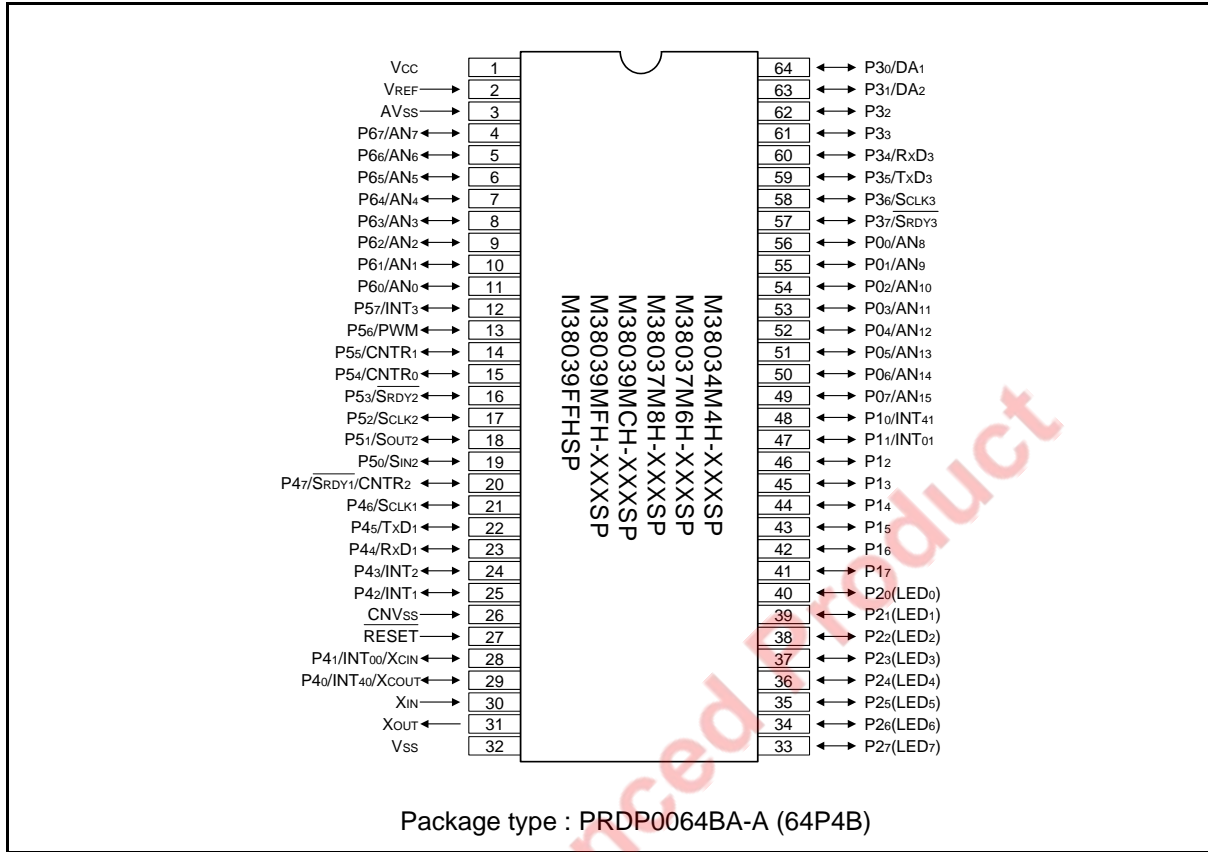 VCC 1
VREF 2
AVSS 3
P67/AN7 4
P66/AN6 5
P65/AN5 6
P64/AN4 7
P63/AN3 8
P62/AN2 9
P61/AN1 10
P60/AN0 11
P57/INT3 12
P56/PWM 13
P55/CNTR1 14
P54/CNTR0 15
P53/SRDY2 16
P52/SCLK2 17
P51/SOUT2 18
P50/SIN2 19
P47/SRDY1/CNTR2 20
P46/SCLK1 21
P45/TXD1 22
P44/RXD1 23
P43/INT2 24
P42/INT1 25
CNVSS 26
RESET 27
P41/INT00/XCIN 28
P40/INT40/XCOUT 29
XIN 30
XOUT 31
VSS 32
M38034M4H-XXXSP
M38037M6H-XXXSP
M38037M8H-XXXSP
M38039MCH-XXXSP
M38039MFH-XXXSP
M38039FFHSP
64 P30/DA1
63 P31/DA2
62 P32
61 P33
60 P34/RXD3
59 P35/TXD3
58 P36/SCLK3
57 P37/SRDY3
56 P00/AN8
55 P01/AN9
54 P02/AN10
53 P03/AN11
52 P04/AN12
51 P05/AN13
50 P06/AN14
49 P07/AN15
48 P10/INT41
47 P11/INT01
46 P12
45 P13
44 P14
43 P15
42 P16
41 P17
40 P20(LED0)
39 P21(LED1)
38 P22(LED2)
37 P23(LED3)
36 P24(LED4)
35 P25(LED5)
34 P26(LED6)
33 P27(LED7)
Package type : PRDP0064BA-A (64P4B)
nced Product